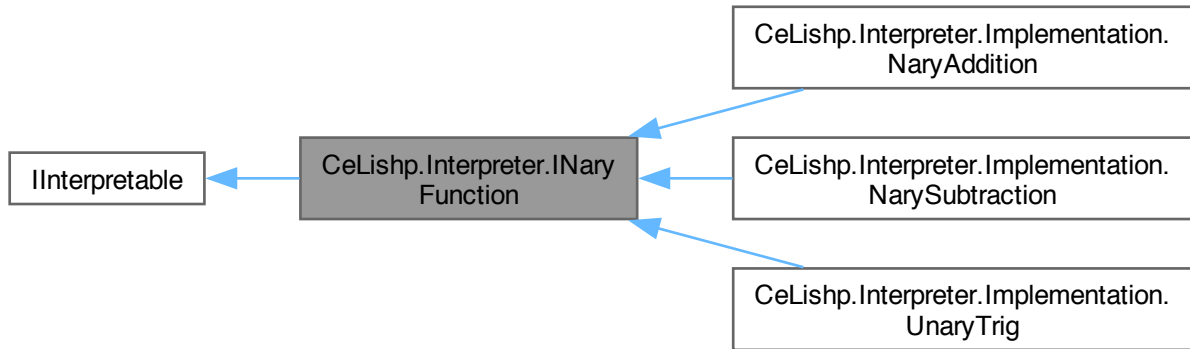 IInterpretable
CeLishp.Interpreter.INary
Function
CeLishp.Interpreter.Implementation.
NaryAddition
CeLishp.Interpreter.Implementation.
NarySubtraction
CeLishp.Interpreter.Implementation.
UnaryTrig